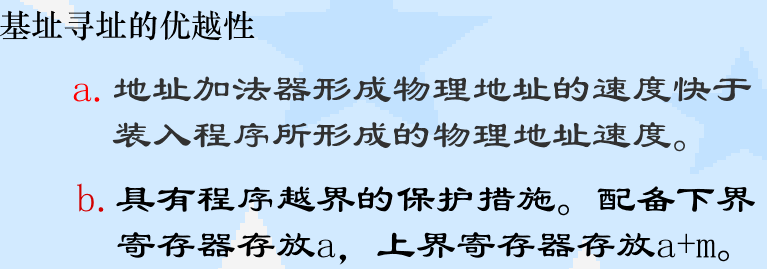 基址寻址的优越性
a. 地址加法器形成物理地址的速度快于
装入程序所形成的物理地址速度。
b. 具有程序越界的保护措施。配备下界
寄存器存放a，上界寄存器存放a+m。